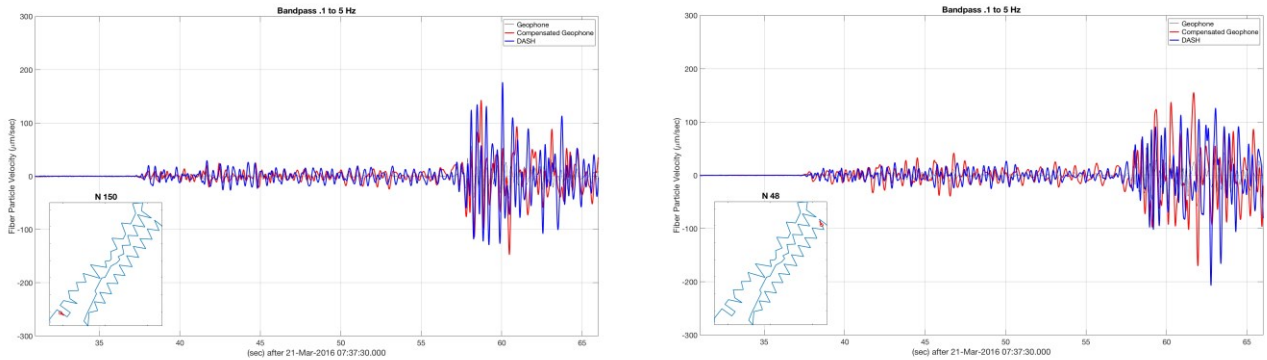 Bandpass .1 to 5 Hz
300
200
100
0
-100
-200
-300
Fiber Particle Velocity (μm/sec)
Geophone
Compensated Geophone
DASH
N 150
35
40
45
50
55
60
65
(sec) after 21-Mar-2016 07:37:30.000
Bandpass .1 to 5 Hz
300
200
100
0
-100
-200
-300
Fiber Particle Velocity (μm/sec)
Geophone
Compensated Geophone
DASH
N 48
35
40
45
50
55
60
65
(sec) after 21-Mar-2016 07:37:30.000